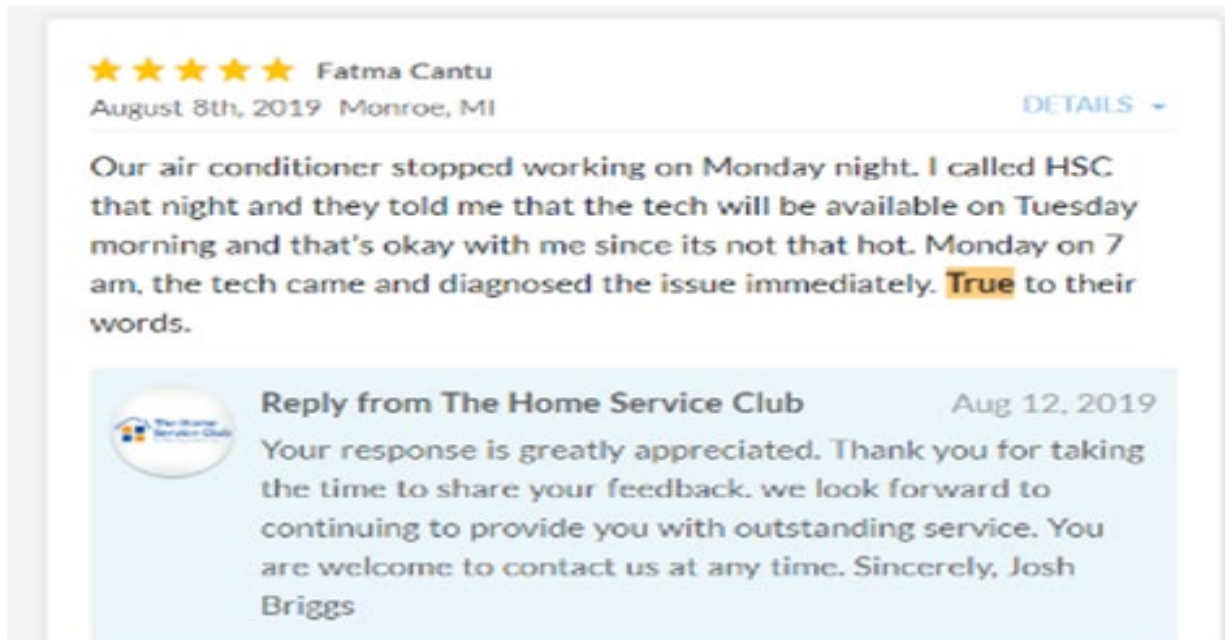 Fatma Cantu
August 8th, 2019 Monroe, MI
DETAILS
Our air conditioner stopped working on Monday night. I called HSC
that night and they told me that the tech will be available on Tuesday
morning and that's okay with me since its not that hot. Monday on 7
am, the tech came and diagnosed the issue immediately. True to their
words.
The Home
Service Club
Reply from The Home Service Club
Aug 12, 2019
Your response is greatly appreciated. Thank you for taking
the time to share your feedback. we look forward to
continuing to provide you with outstanding service. You
are welcome to contact us at any time. Sincerely, Josh
Briggs